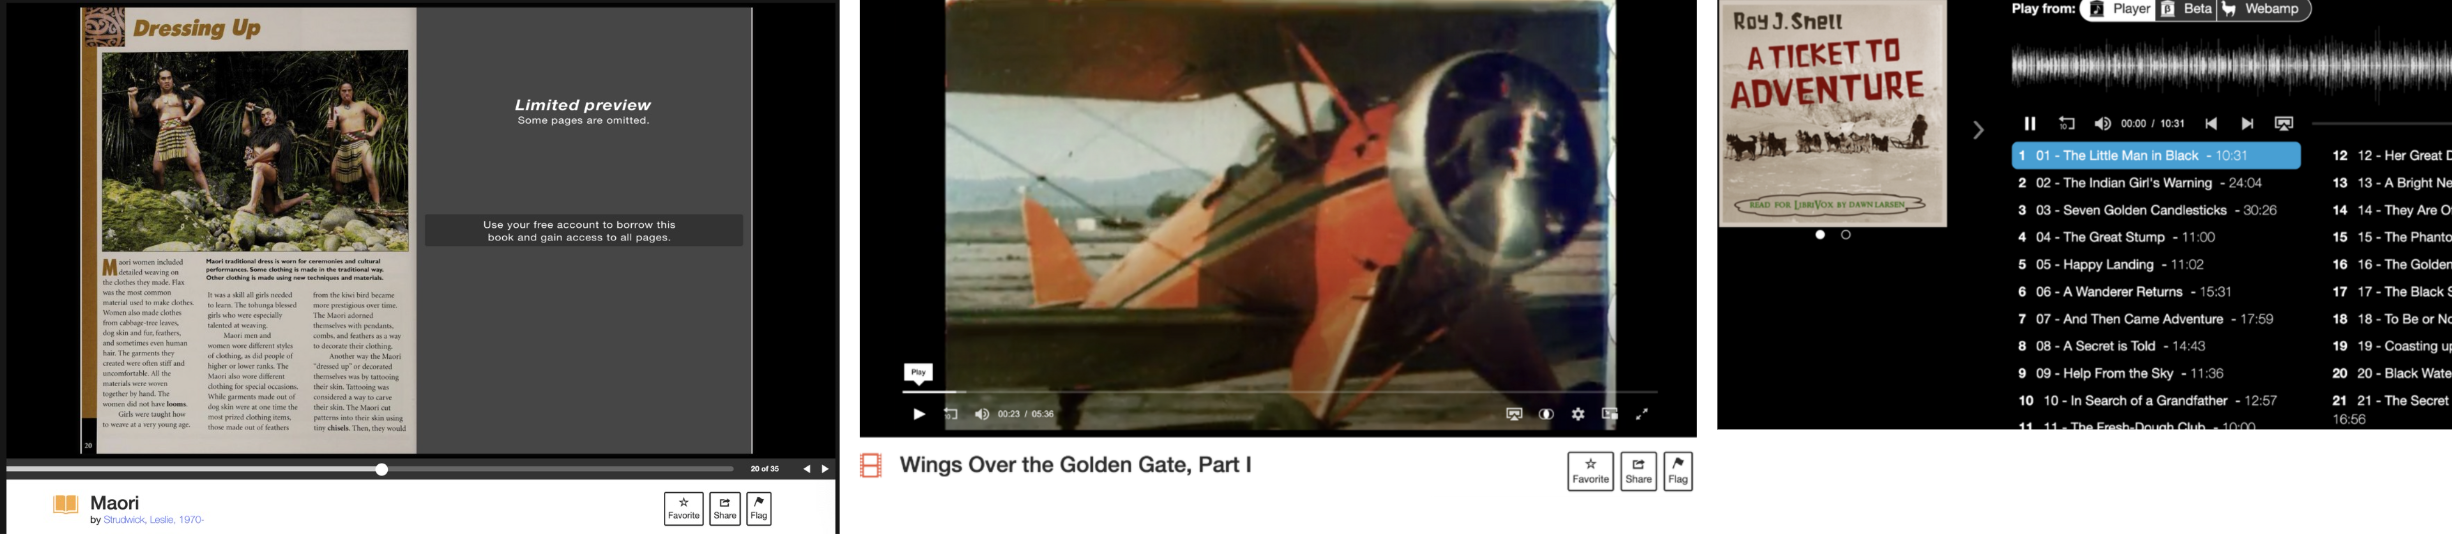 Dressing Up
Limited preview
Some pages are omitted.
Use your free account to borrow this
book and gain access to all pages.
Maori women included
detailed weaving on
the clothes they made. Flax
was the most common
material used to make clothes.
Women also made clothes
from cabbage-tree leaves,
dog skin and fur, feathers,
and sometimes even human
hair. The garments they
created were often stiff and
uncomfortable. All the
materials were woven
together by hand. The
women did not have looms.
Girls were taught how
to weave at a very young age.
Maori traditional dress is worn for ceremonies and cultural
performances. Some clothing is made in the traditional way.
Other clothing is made using new techniques and materials.
It was a skill all girls needed
to learn. The tohunga blessed
girls who were especially
talented at weaving.
Maori men and
women wore different styles
of clothing, as did people of
higher or lower ranks. The
Maori also wore different
clothing for special occasions.
While garments made out of
dog skin were at one time the
most prized clothing items,
those made out of feathers
from the kiwi bird became
more prestigious over time.
The Maori adorned
themselves with pendants,
combs, and feathers as a way
to decorate their clothing.
Another way the Maori
"dressed up" or decorated
themselves was by tattooing
their skin. Tattooing was
considered a way to carve
their skin. The Maori cut
patterns into their skin using
tiny chisels. Then, they would
20
20 of 35
Maori
by Strudwick, Leslie. 1970-
Favorite
Share
Flag
Play
10
00:23 / 05:36
Wings Over the Golden Gate, Part I
Favorite
Share
Flag
Roy J. Snell
A TICKET TO
ADVENTURE
READ FOR LIBRIVOX BY DAWN LARSEN
Play from: Player Beta Webamp
10
00:00 / 10:31
1 01 - The Little Man in Black - 10:31
2 02 - The Indian Girl's Warning - 24:04
3 03 - Seven Golden Candlesticks - 30:26
4 04 - The Great Stump - 11:00
5 05 - Happy Landing - 11:02
6 06 - A Wanderer Returns - 15:31
7 07 - And Then Came Adventure - 17:59
8 08 - A Secret is Told - 14:43
9 09 - Help From the Sky - 11:36
10 10 - In Search of a Grandfather - 12:57
11 11 - The Fresh-Dough Club - 10:00
12 12 - Her Great D
13 13 - A Bright Ne
14 14 - They Are O
15 15 - The Phanto
16 16 - The Golden
17 17 - The Black S
18 18 - To Be or No
19 19 - Coasting up
20 20 - Black Wate
21 21 - The Secret
16:56